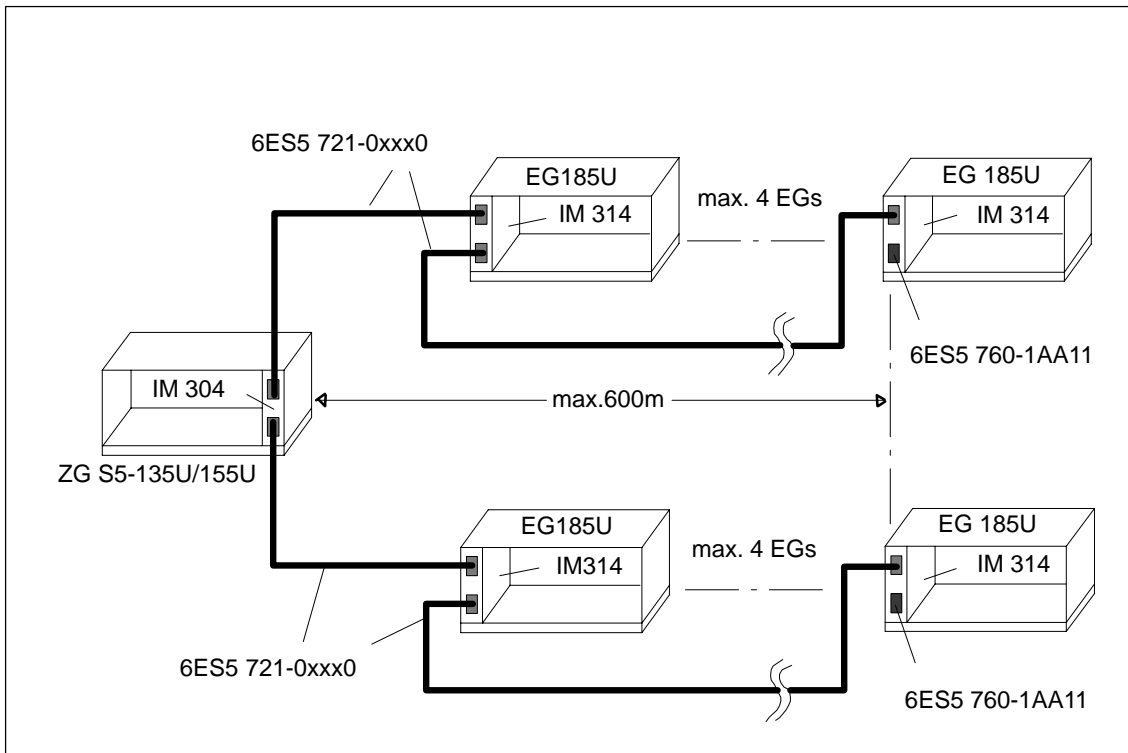 6ES5 721-0xxx0
EG185U
IM 314
max. 4 EGs
EG 185U
IM 314
6ES5 760-1AA11
IM 304
max.600m
ZG S5-135U/155U
EG185U
IM314
max. 4 EGs
EG 185U
IM 314
6ES5 721-0xxx0
6ES5 760-1AA11